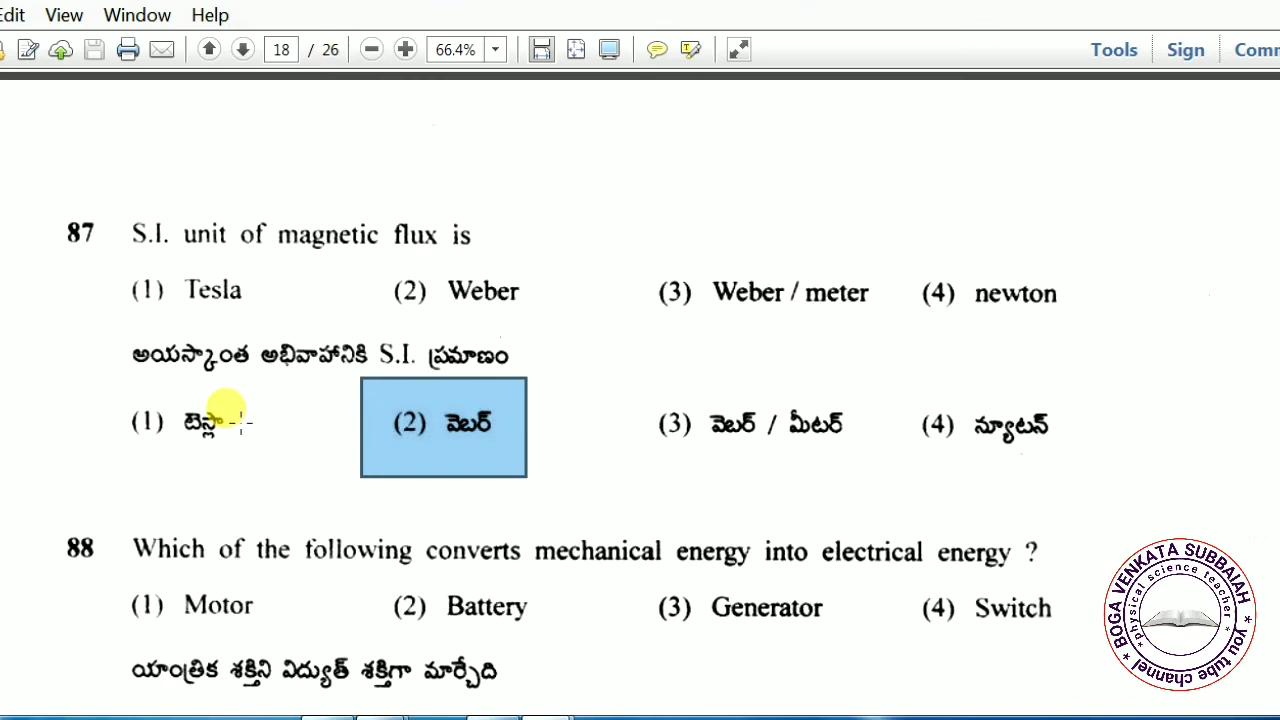 Edit View Window Help
18 / 26 66.4% Tools Sign Comm
87 S.I. unit of magnetic flux is
(1) Tesla (2) Weber (3) Weber / meter (4) newton
అయస్కాంత అభివాహానికి S.I. ప్రమాణం
(1) టెస్లా (2) వెబర్ (3) వెబర్ / మీటర్ (4) న్యూటన్
88 Which of the following converts mechanical energy into electrical energy ?
(1) Motor (2) Battery (3) Generator (4) Switch
యాంత్రిక శక్తిని విద్యుత్ శక్తిగా మార్చేది
* BOGA VENKATA SUBBAIAH * you tube channel
physical science teacher